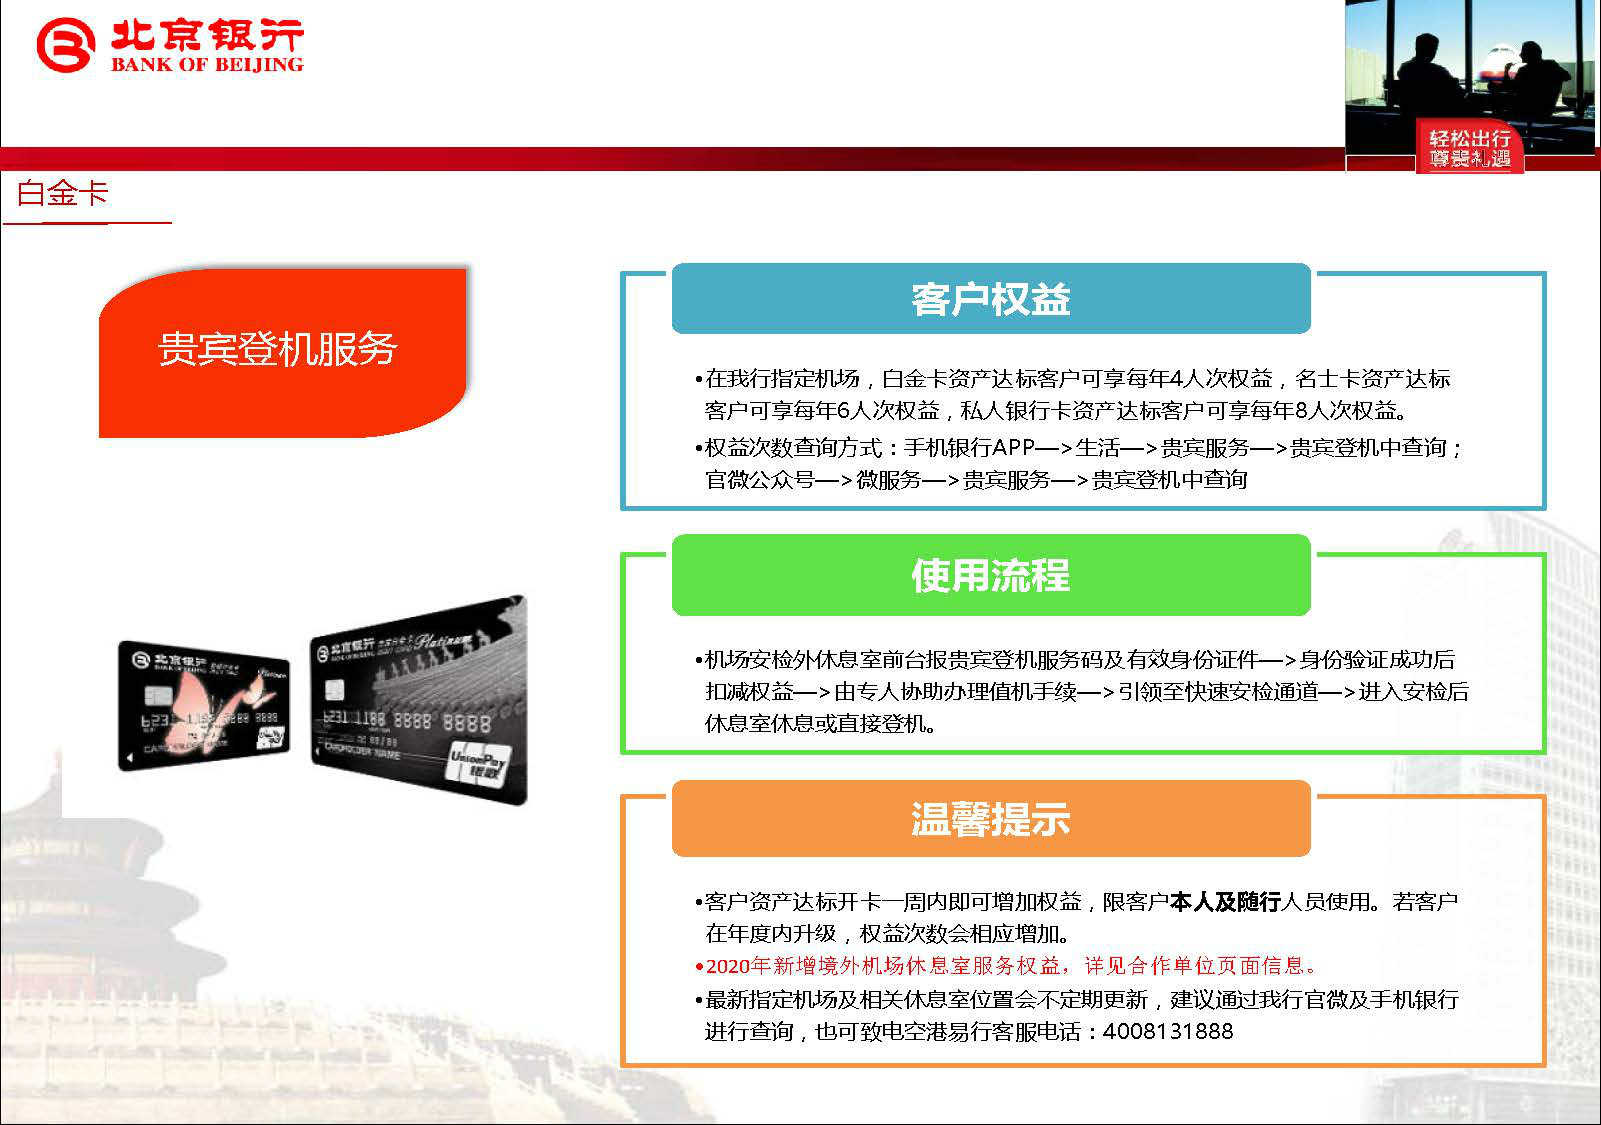 北京银行
BANK OF BEIJING
轻松出行
尊贵礼遇
白金卡
贵宾登机服务
客户权益
•在我行指定机场，白金卡资产达标客户可享每年4人次权益，名士卡资产达标
客户可享每年6人次权益，私人银行卡资产达标客户可享每年8人次权益。
•权益次数查询方式：手机银行APP—>生活—>贵宾服务—>贵宾登机中查询；
官微公众号—>微服务—>贵宾服务—>贵宾登机中查询
使用流程
•机场安检外休息室前台报贵宾登机服务码及有效身份证件—>身份验证成功后
扣减权益—>由专人协助办理值机手续—>引领至快速安检通道—>进入安检后
休息室休息或直接登机。
北京银行
Platinum
北京银行
Platinum
6231 1188 8888 8888
CARDHOLDER NAME
UnionPay
银联
温馨提示
•客户资产达标开卡一周内即可增加权益，限客户本人及随行人员使用。若客户
在年度内升级，权益次数会相应增加。
•2020年新增境外机场休息室服务权益，详见合作单位页面信息。
•最新指定机场及相关休息室位置会不定期更新，建议通过我行官微及手机银行
进行查询，也可致电空港易行客服电话：4008131888